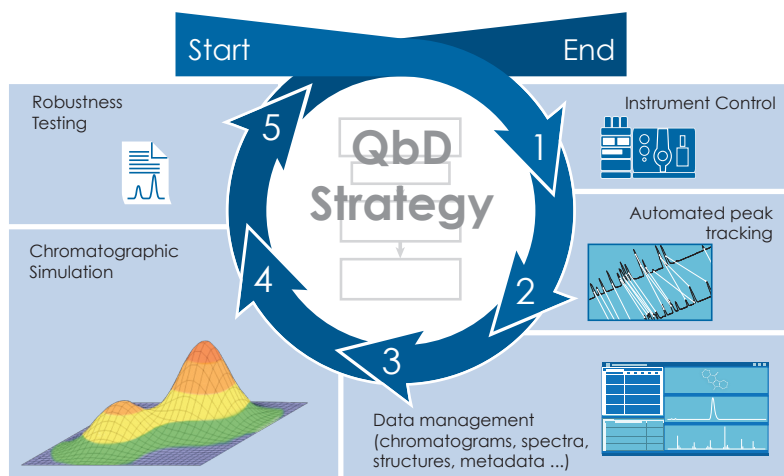 Start
End
Robustness
Testing
5
1
Instrument Control
QbD
Strategy
Automated peak
tracking
Chromatographic
Simulation
4
2
3
Data management
(chromatograms, spectra,
structures, metadata ...)